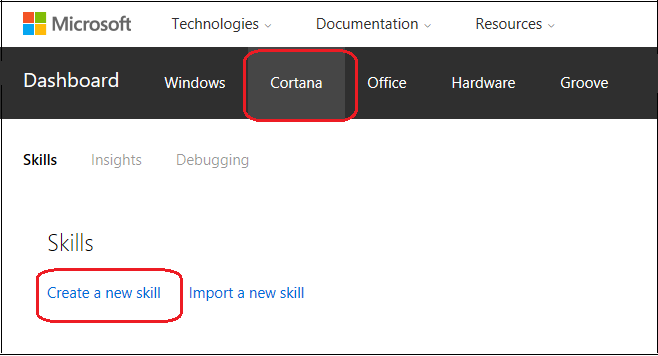 Microsoft Technologies Documentation Resources
Dashboard Windows Cortana Office Hardware Groove
Skills Insights Debugging
Skills
Create a new skill Import a new skill